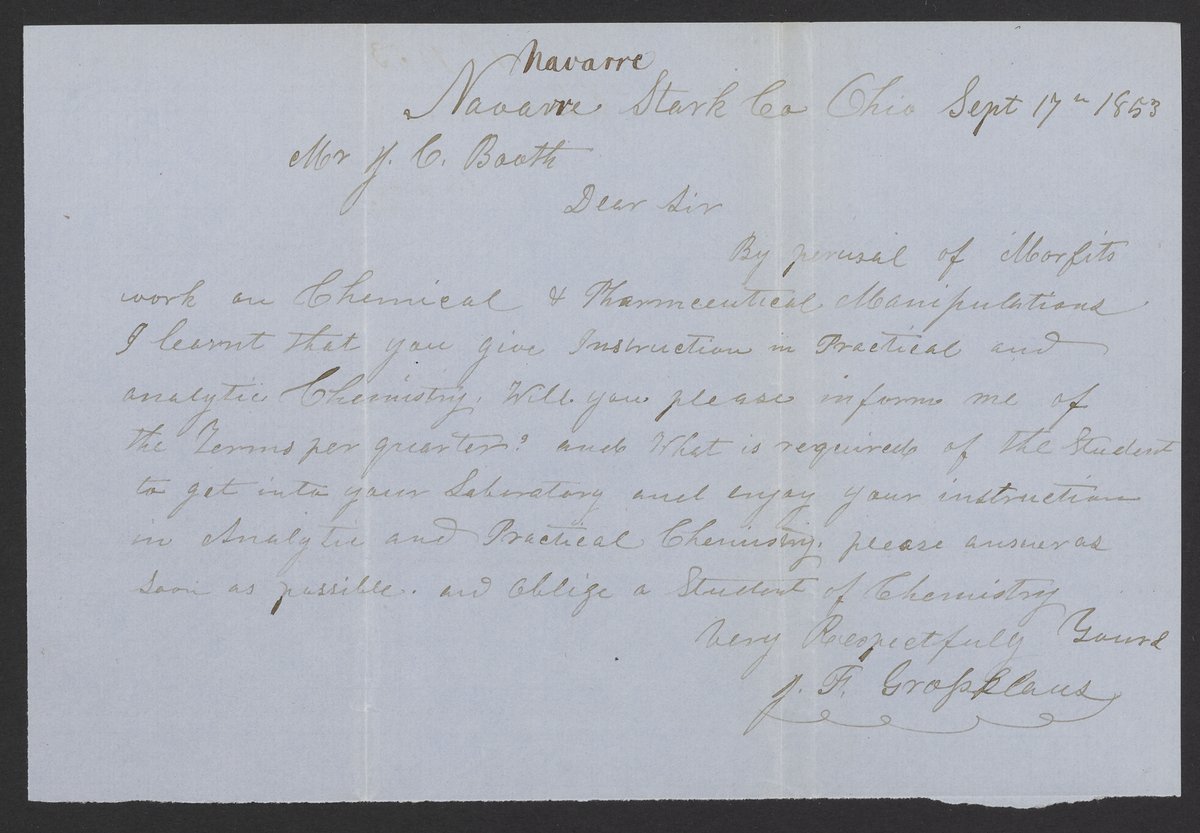 Navarre
Navarre Stark Co Ohio Sept 17th 1853
Mr J. C. Booth
Dear Sir
By perusal of Morfits
work on Chemical & Pharmceutical Manipulations
I learnt that you give Instruction in Practical and
analytic Chemistry. Will you please inform me of
the Terms per quarter? and What is required of the Student
to get into your Laboratory and enjoy your instruction
in Analytic and Practical Chemistry. please answer as
soon as possible. and oblige a Student of Chemistry
Very Respectfuly Yours
J. F. Groſsklaus